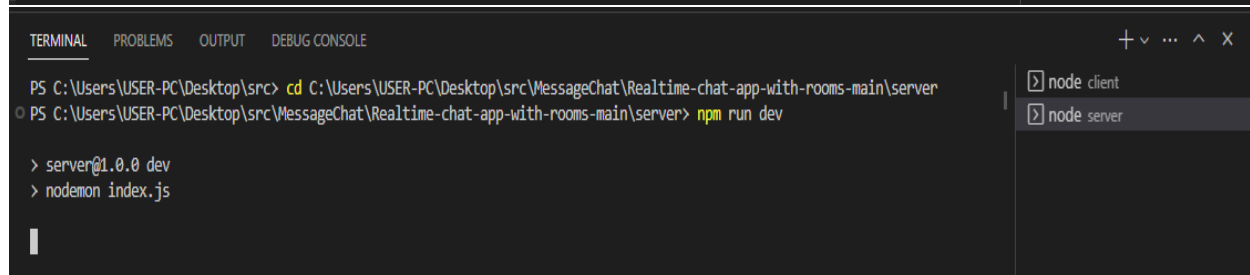 TERMINAL PROBLEMS OUTPUT DEBUG CONSOLE
PS C:\Users\USER-PC\Desktop\src> cd C:\Users\USER-PC\Desktop\src\MessageChat\Realtime-chat-app-with-rooms-main\server
PS C:\Users\USER-PC\Desktop\src\MessageChat\Realtime-chat-app-with-rooms-main\server> npm run dev
> server@1.0.0 dev
> nodemon index.js
node client
node server